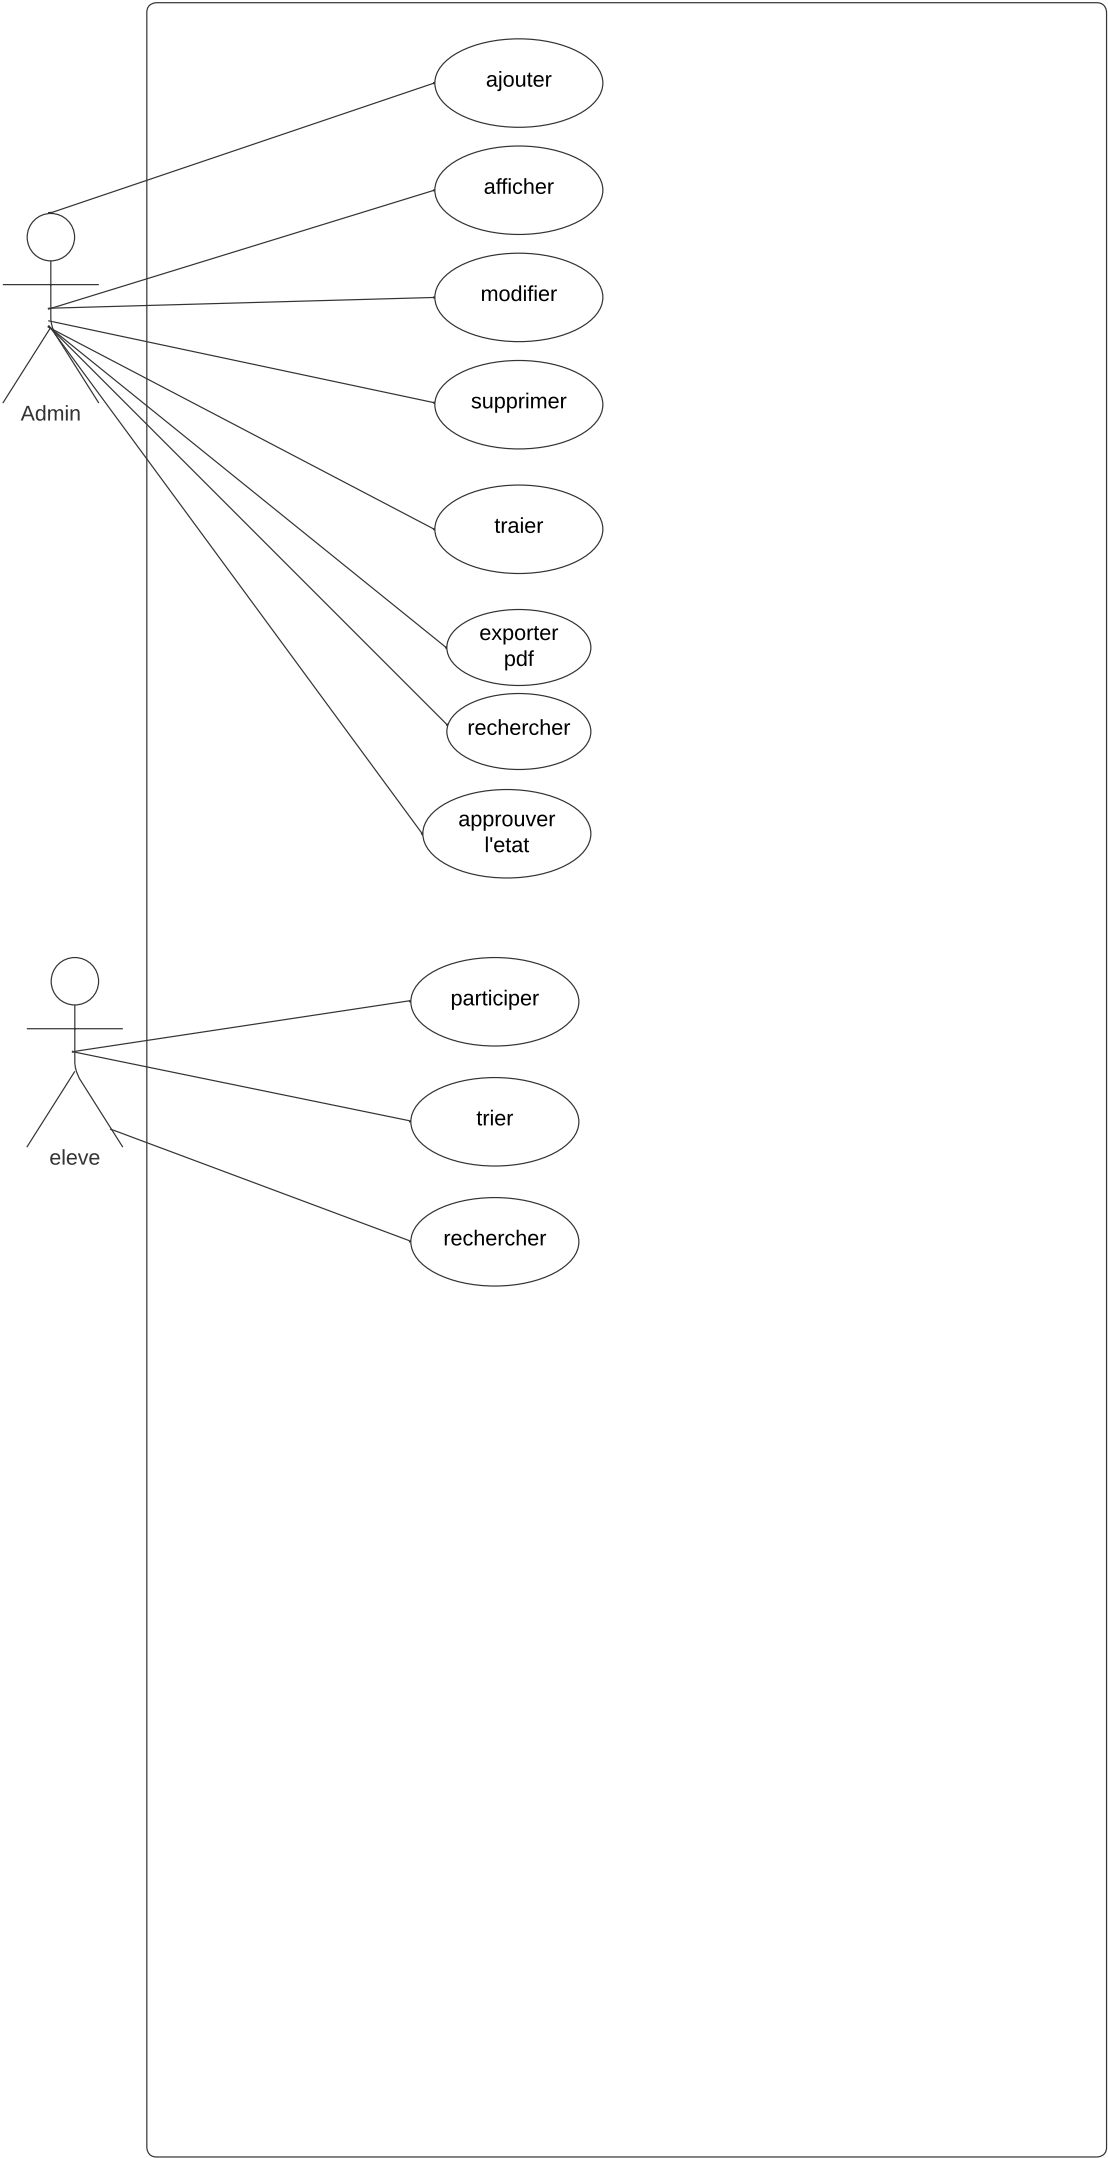 ajouter
afficher
modifier
supprimer
Admin
traier
exporter
pdf
rechercher
approuver
l'etat
participer
trier
eleve
rechercher